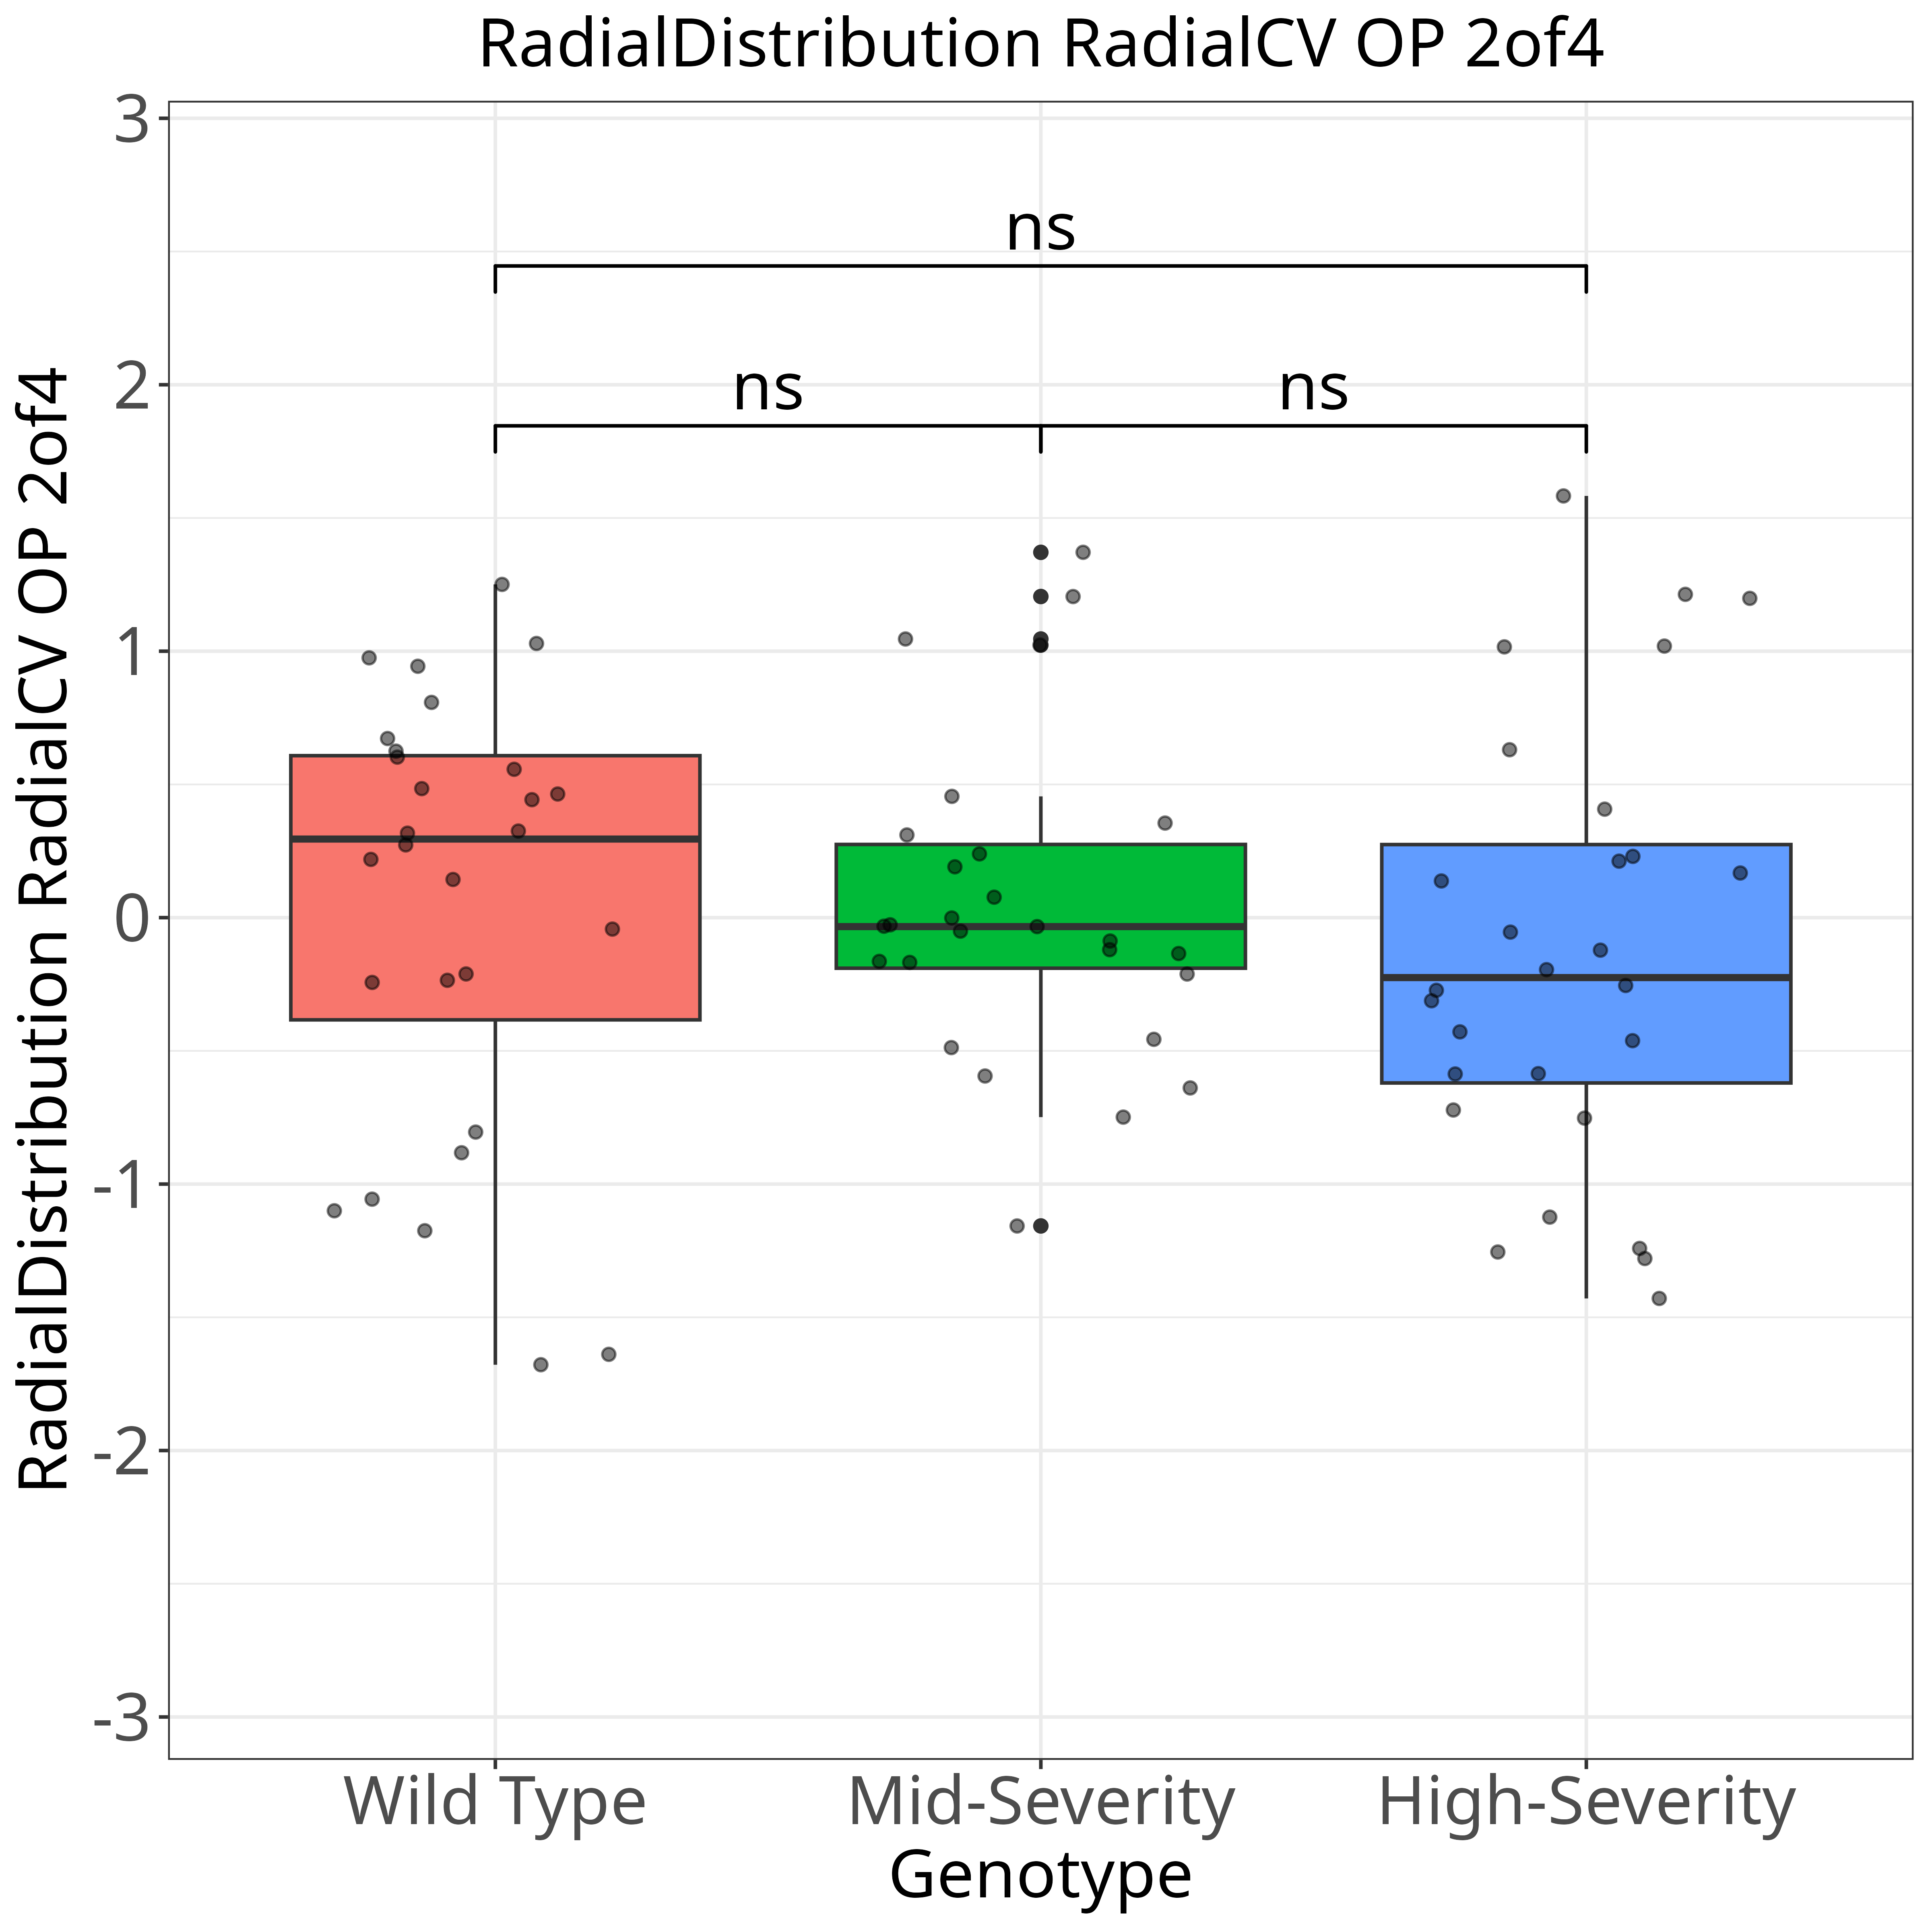 RadialDistribution RadialCV OP 2of4
RadialDistribution RadialCV OP 2of4
3
2
1
0
-1
-2
-3
ns
ns
ns
Wild Type
Mid-Severity
High-Severity
Genotype